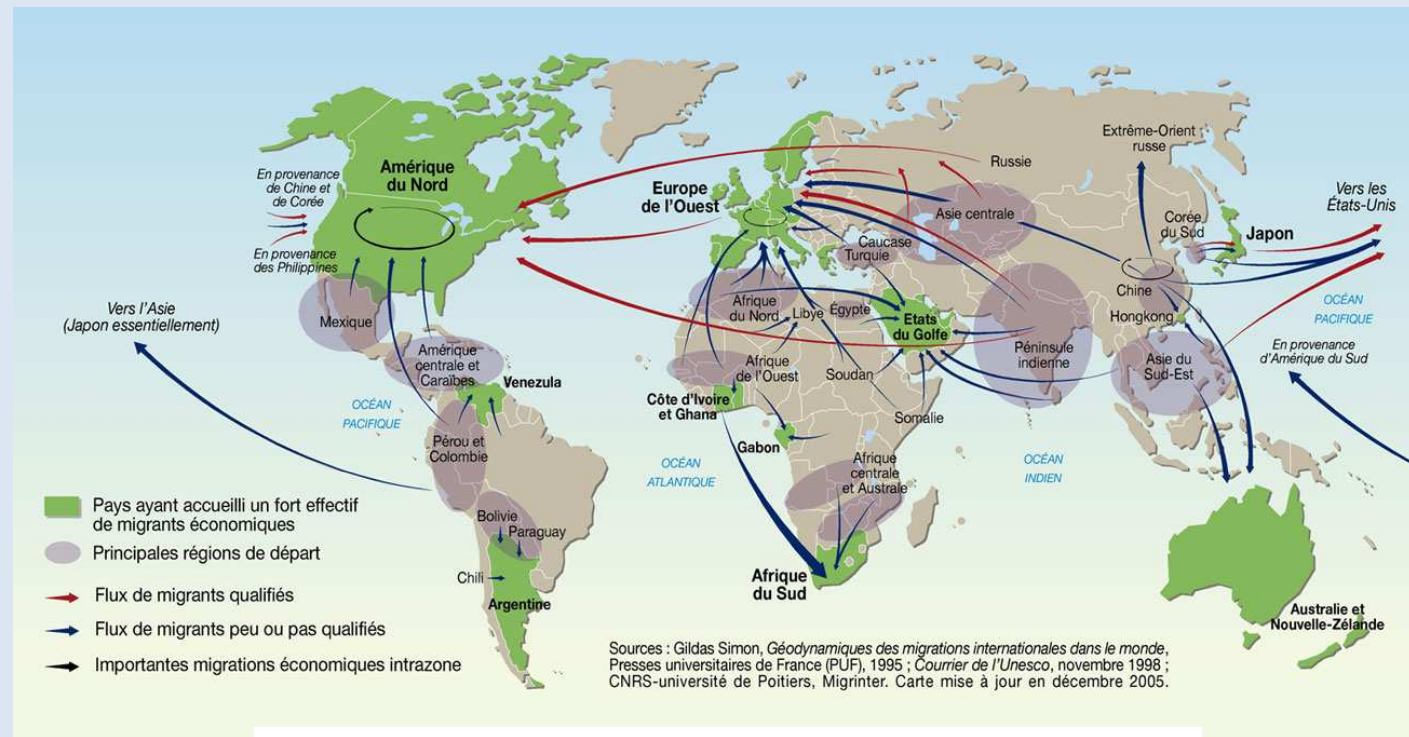 En provenance
de Chine et
de Corée
En provenance
des Philippines
Amérique
du Nord
Europe
de l'Ouest
Russie
Extrême-Orient
russe
Vers les
États-Unis
Asie centrale
Corée
du Sud
Japon
Caucase
Turquie
Chine
Hongkong
OCÉAN
PACIFIQUE
Vers l'Asie
(Japon essentiellement)
Mexique
Afrique
du Nord
Libye
Égypte
Etats
du Golfe
Péninsule
indienne
Asie du
Sud-Est
En provenance
d'Amérique du Sud
Amérique
centrale et
Caraïbes
Venezula
Afrique
de l'Ouest
Soudan
Côte d'Ivoire
et Ghana
Somalie
OCÉAN
PACIFIQUE
Pérou et
Colombie
Gabon
OCÉAN
ATLANTIQUE
Afrique
centrale
et Australe
OCÉAN
INDIEN
Bolivie
Paraguay
Chili
Argentine
Afrique
du Sud
Australie et
Nouvelle-Zélande
Pays ayant accueilli un fort effectif
de migrants économiques
Principales régions de départ
Flux de migrants qualifiés
Flux de migrants peu ou pas qualifiés
Importantes migrations économiques intrazone
Sources : Gildas Simon, Géodynamiques des migrations internationales dans le monde,
Presses universitaires de France (PUF), 1995 ; Courrier de l'Unesco, novembre 1998 ;
CNRS-université de Poitiers, Migrinter. Carte mise à jour en décembre 2005.